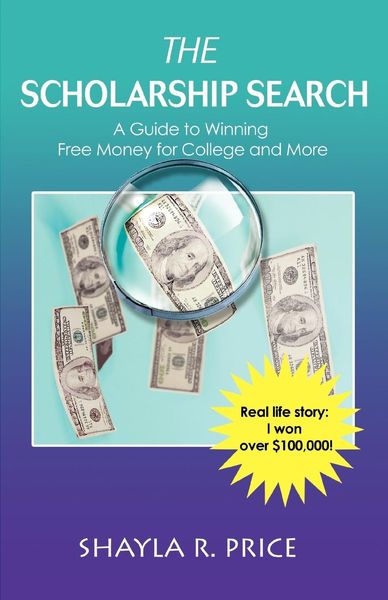 THE
SCHOLARSHIP SEARCH
A Guide to Winning
Free Money for College and More
Real life story:
I won
over $100,000!
SHAYLA R. PRICE